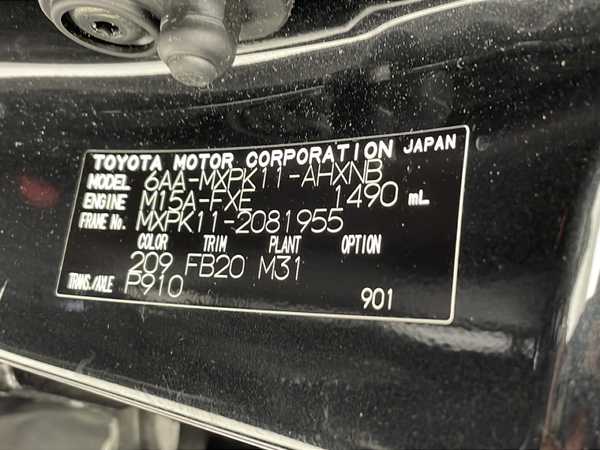 TOYOTA MOTOR CORPORATION JAPAN
MODEL 6AA-MXPK11-AHXNB
ENGINE M15A-FXE 1490 mL
FRAME No. MXPK11-2081955
COLOR TRIM PLANT OPTION
209 FB20 M31
TRANS./AXLE P910
901